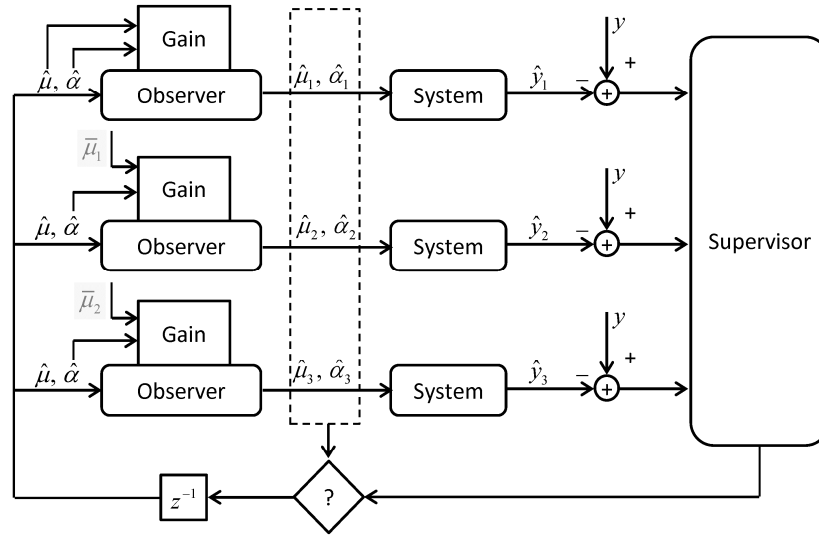 Gain
μ̂, α̂
Observer
μ̂₁, α̂₁
System
ŷ₁
y
−
+
+
μ̄₁
Gain
μ̂, α̂
Observer
μ̂₂, α̂₂
System
ŷ₂
y
−
+
+
Supervisor
μ̄₂
Gain
μ̂, α̂
Observer
μ̂₃, α̂₃
System
ŷ₃
y
−
+
+
z⁻¹
?